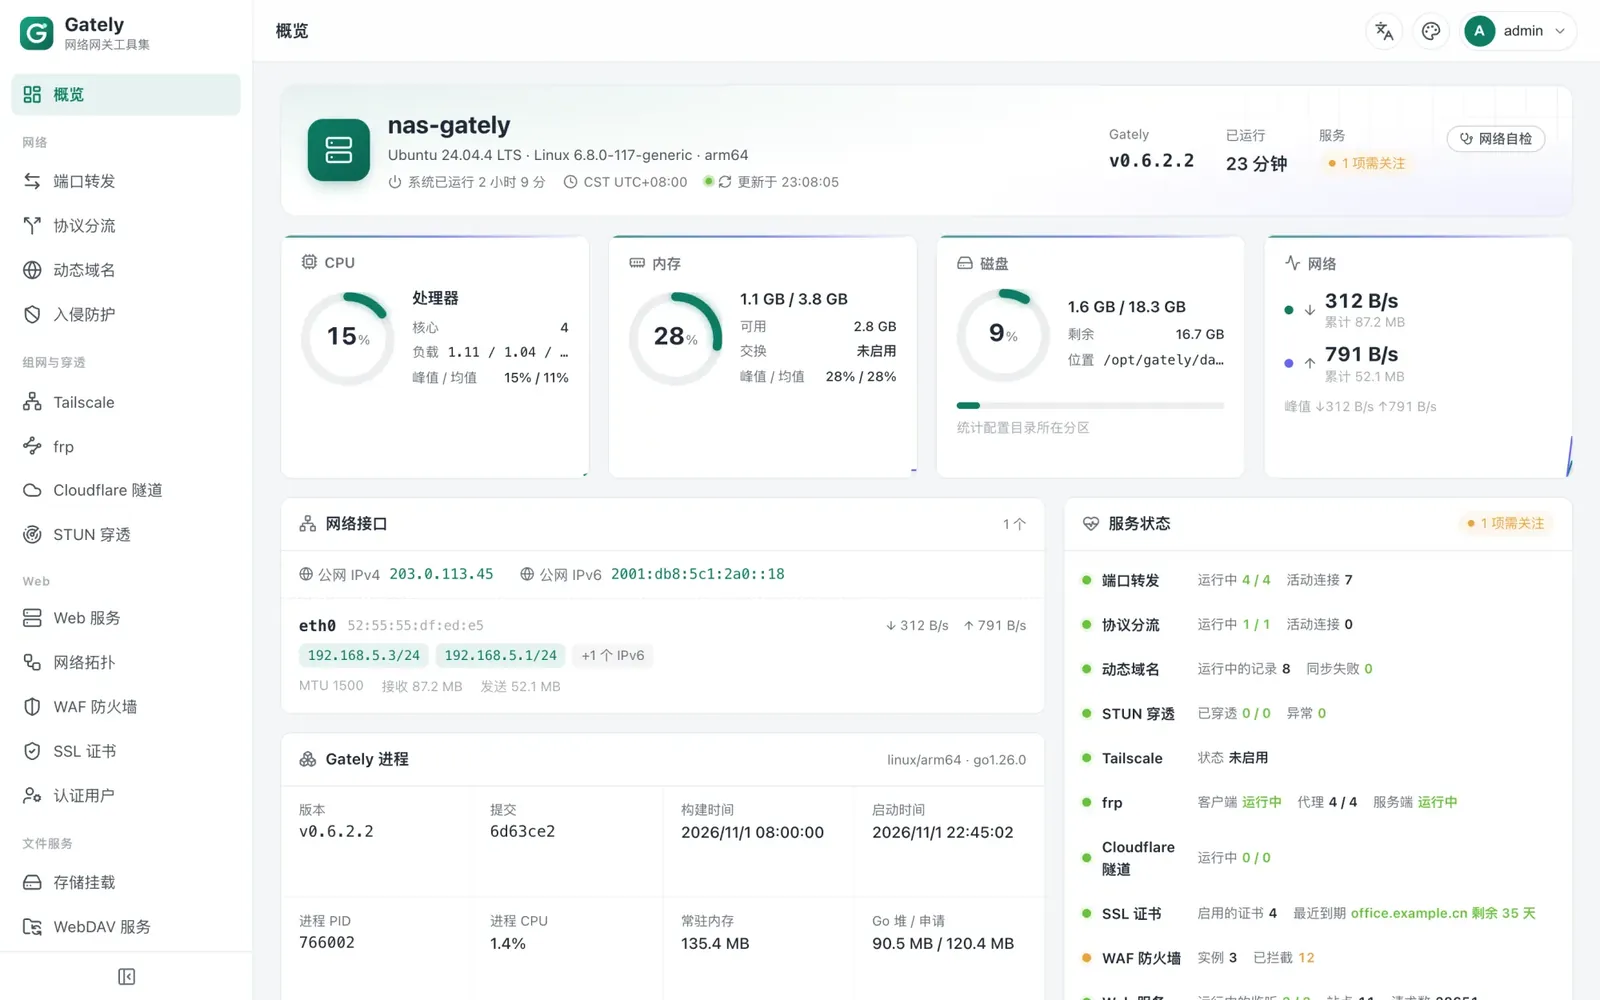 Gately
网络网关工具集
概览
网络
端口转发
协议分流
动态域名
入侵防护
组网与穿透
Tailscale
frp
Cloudflare 隧道
STUN 穿透
Web
Web 服务
网络拓扑
WAF 防火墙
SSL 证书
认证用户
文件服务
存储挂载
WebDAV 服务
概览
A admin
nas-gately
Ubuntu 24.04.4 LTS · Linux 6.8.0-117-generic · arm64
系统已运行 2 小时 9 分 CST UTC+08:00 更新于 23:08:05
Gately
v0.6.2.2
已运行
23 分钟
服务
1 项需关注
网络自检
CPU
15%
处理器
核心 4
负载 1.11 / 1.04 / …
峰值 / 均值 15% / 11%
内存
28%
1.1 GB / 3.8 GB
可用 2.8 GB
交换 未启用
峰值 / 均值 28% / 28%
磁盘
9%
1.6 GB / 18.3 GB
剩余 16.7 GB
位置 /opt/gately/da…
统计配置目录所在分区
网络
↓ 312 B/s
累计 87.2 MB
↑ 791 B/s
累计 52.1 MB
峰值 ↓312 B/s ↑791 B/s
网络接口 1 个
公网 IPv4 203.0.113.45 公网 IPv6 2001:db8:5c1:2a0::18
eth0 52:55:55:df:ed:e5 ↓ 312 B/s ↑ 791 B/s
192.168.5.3/24 192.168.5.1/24 +1 个 IPv6
MTU 1500 接收 87.2 MB 发送 52.1 MB
Gately 进程 linux/arm64 · go1.26.0
版本
v0.6.2.2
提交
6d63ce2
构建时间
2026/11/1 08:00:00
启动时间
2026/11/1 22:45:02
进程 PID
766002
进程 CPU
1.4%
常驻内存
135.4 MB
Go 堆 / 申请
90.5 MB / 120.4 MB
服务状态 1 项需关注
端口转发 运行中 4 / 4 活动连接 7
协议分流 运行中 1 / 1 活动连接 0
动态域名 运行中的记录 8 同步失败 0
STUN 穿透 已穿透 0 / 0 异常 0
Tailscale 状态 未启用
frp 客户端 运行中 代理 4 / 4 服务端 运行中
Cloudflare 隧道 运行中 0 / 0
SSL 证书 启用的证书 4 最近到期 office.example.cn 剩余 35 天
WAF 防火墙 实例 3 已拦截 12